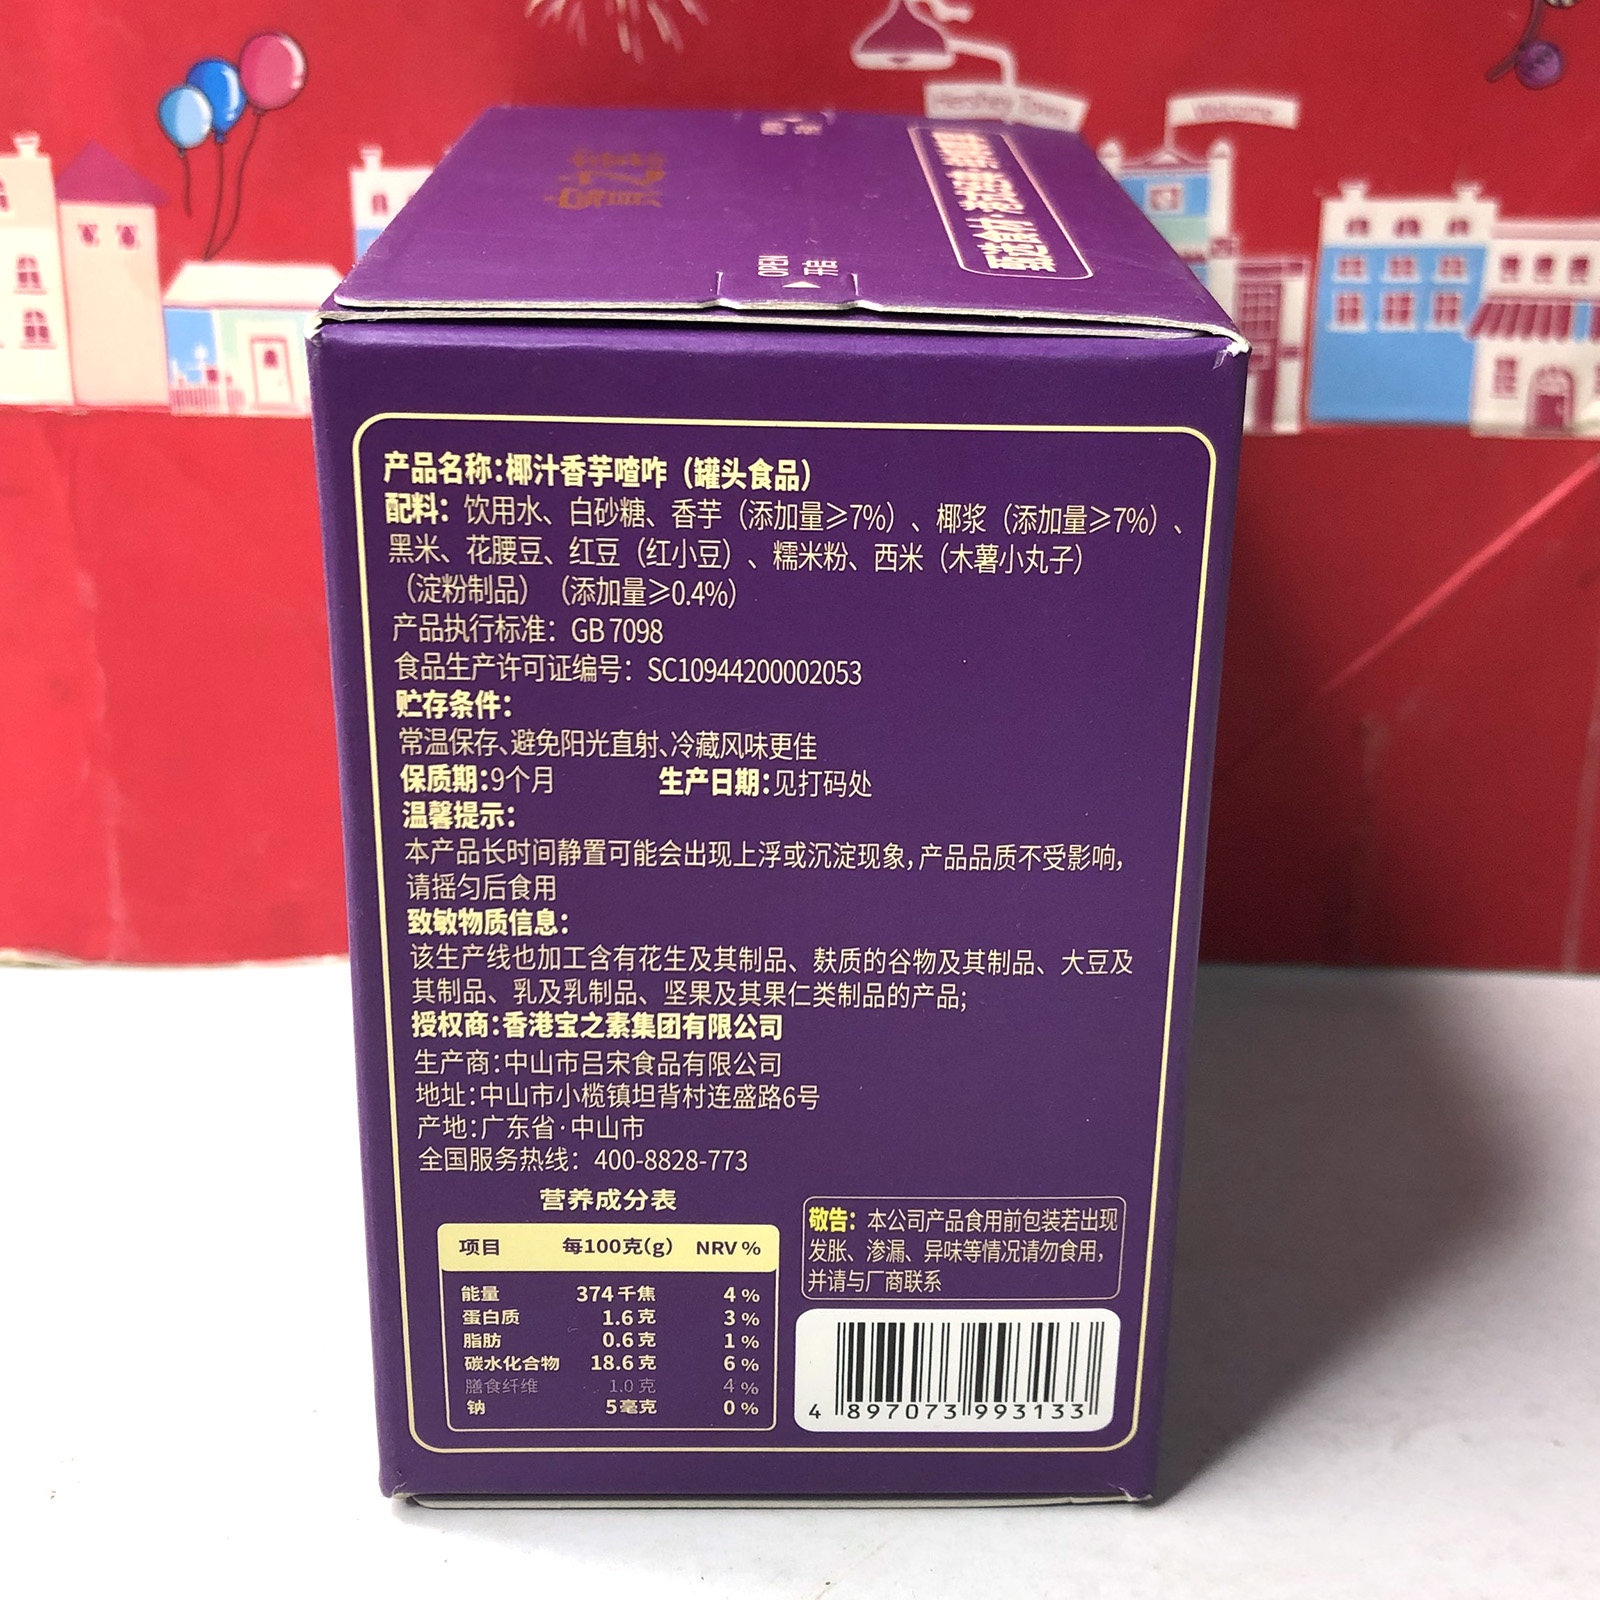 Hershey Town
Welcome
OPEN
开启
产品名称:椰汁香芋喳咋（罐头食品）
配料：饮用水、白砂糖、香芋（添加量≥7%）、椰浆（添加量≥7%）、
黑米、花腰豆、红豆（红小豆）、糯米粉、西米（木薯小丸子）
（淀粉制品）（添加量≥0.4%）
产品执行标准：GB 7098
食品生产许可证编号：SC10944200002053
贮存条件：
常温保存、避免阳光直射、冷藏风味更佳
保质期:9个月 生产日期:见打码处
温馨提示：
本产品长时间静置可能会出现上浮或沉淀现象,产品品质不受影响,
请摇匀后食用
致敏物质信息：
该生产线也加工含有花生及其制品、麸质的谷物及其制品、大豆及
其制品、乳及乳制品、坚果及其果仁类制品的产品;
授权商:香港宝之素集团有限公司
生产商:中山市吕宋食品有限公司
地址:中山市小榄镇坦背村连盛路6号
产地:广东省·中山市
全国服务热线：400-8828-773
营养成分表
项目 每100克(g) NRV %
能量 374千焦 4 %
蛋白质 1.6克 3 %
脂肪 0.6克 1 %
碳水化合物 18.6克 6 %
膳食纤维 1.0克 4 %
钠 5毫克 0 %
敬告：本公司产品食用前包装若出现
发胀、渗漏、异味等情况请勿食用,
并请与厂商联系
4 897073 993133